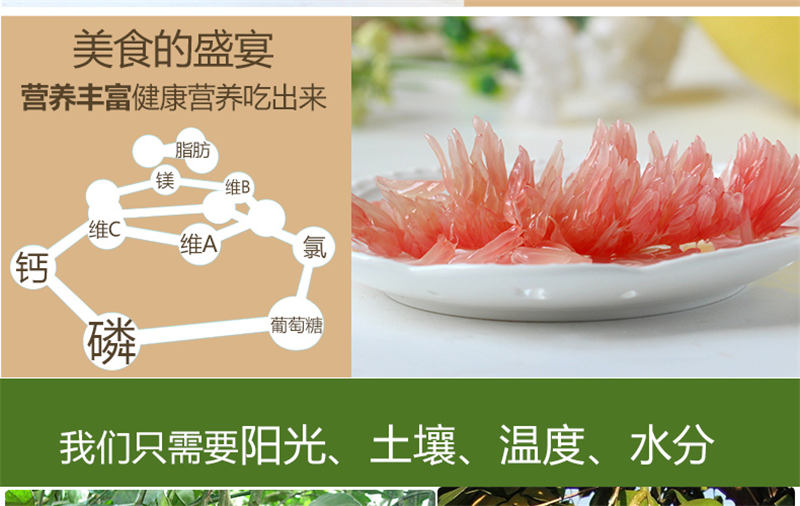 美食的盛宴
营养丰富健康营养吃出来
脂肪
镁
维B
维C
维A
氯
钙
葡萄糖
磷
我们只需要阳光、土壤、温度、水分